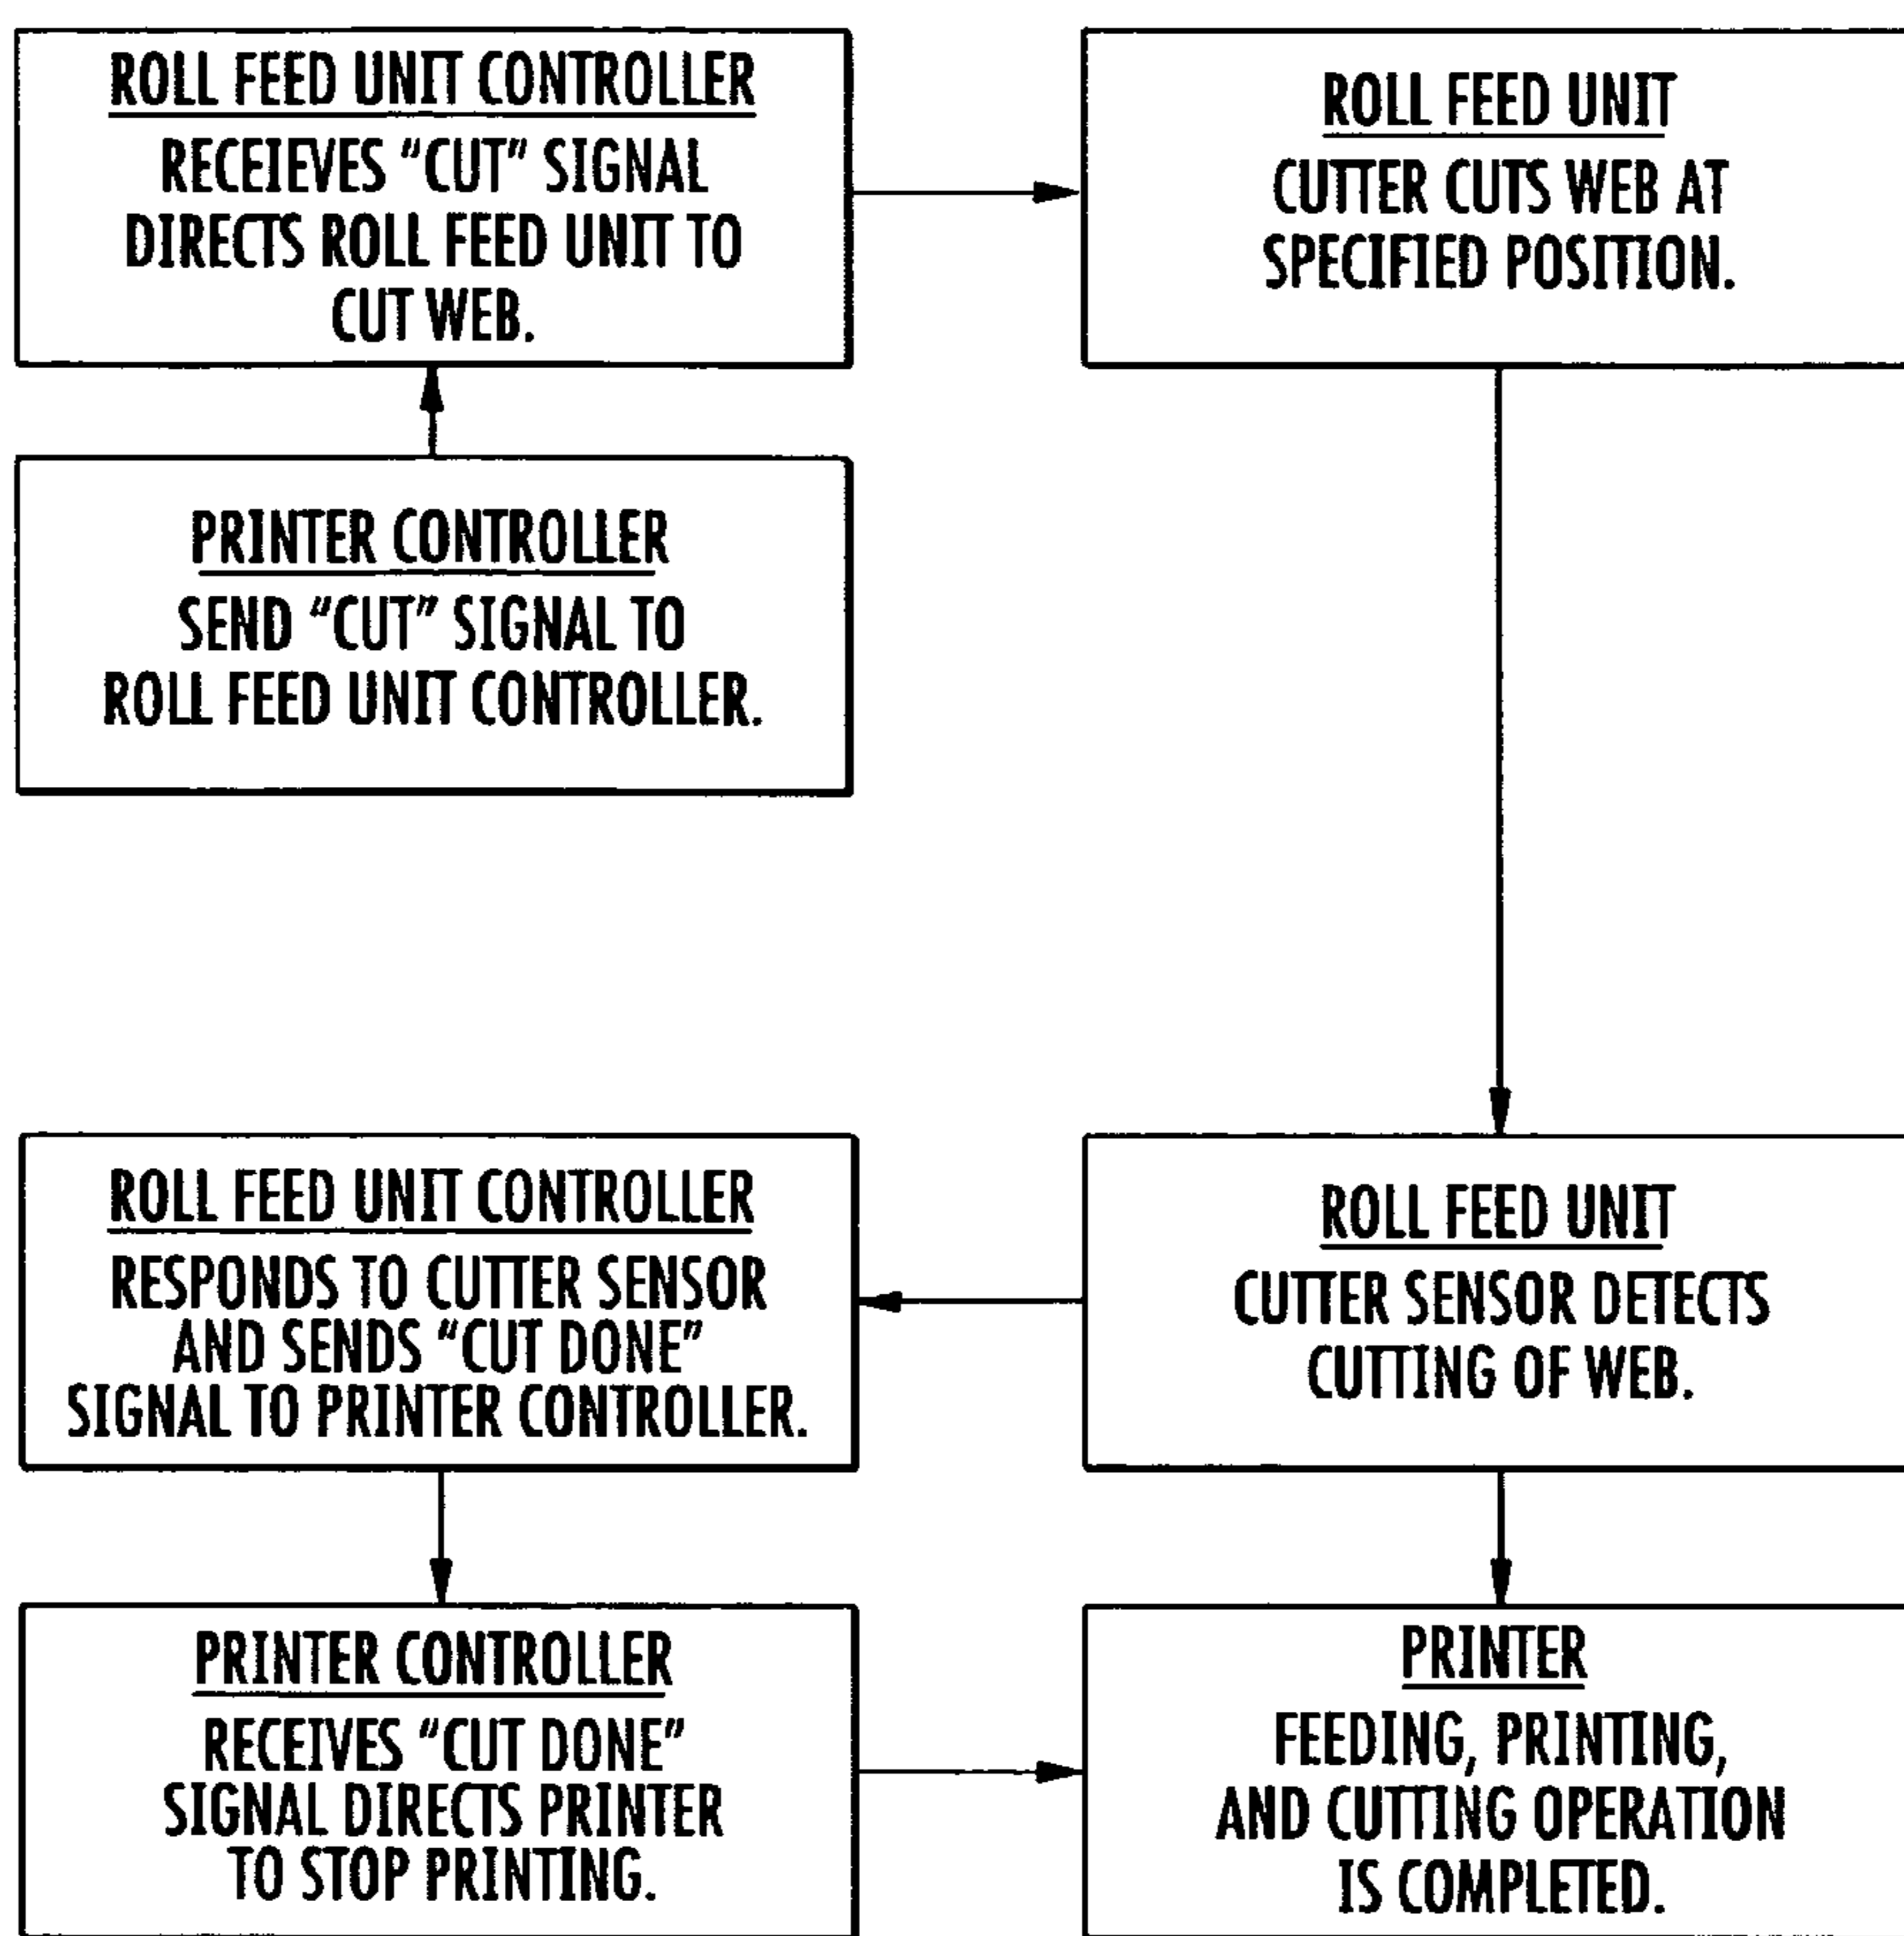 ROLL FEED UNIT CONTROLLER
RECEIEVES "CUT" SIGNAL
DIRECTS ROLL FEED UNIT TO
CUT WEB.
ROLL FEED UNIT
CUTTER CUTS WEB AT
SPECIFIED POSITION.
PRINTER CONTROLLER
SEND "CUT" SIGNAL TO
ROLL FEED UNIT CONTROLLER.
ROLL FEED UNIT CONTROLLER
RESPONDS TO CUTTER SENSOR
AND SENDS "CUT DONE"
SIGNAL TO PRINTER CONTROLLER.
ROLL FEED UNIT
CUTTER SENSOR DETECTS
CUTTING OF WEB.
PRINTER CONTROLLER
RECEIVES "CUT DONE"
SIGNAL DIRECTS PRINTER
TO STOP PRINTING.
PRINTER
FEEDING, PRINTING,
AND CUTTING OPERATION
IS COMPLETED.